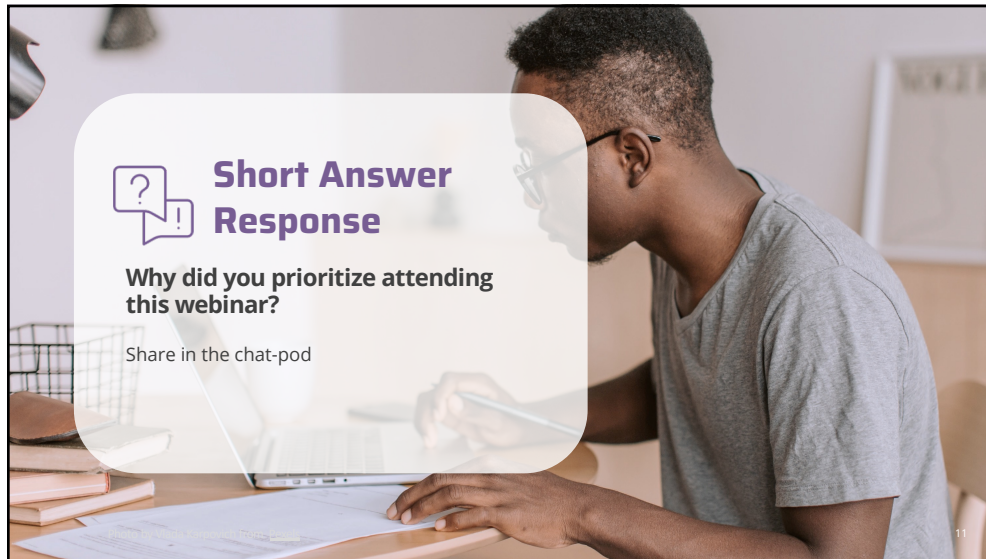 Short Answer
Response
Why did you prioritize attending
this webinar?
Share in the chat-pod
11